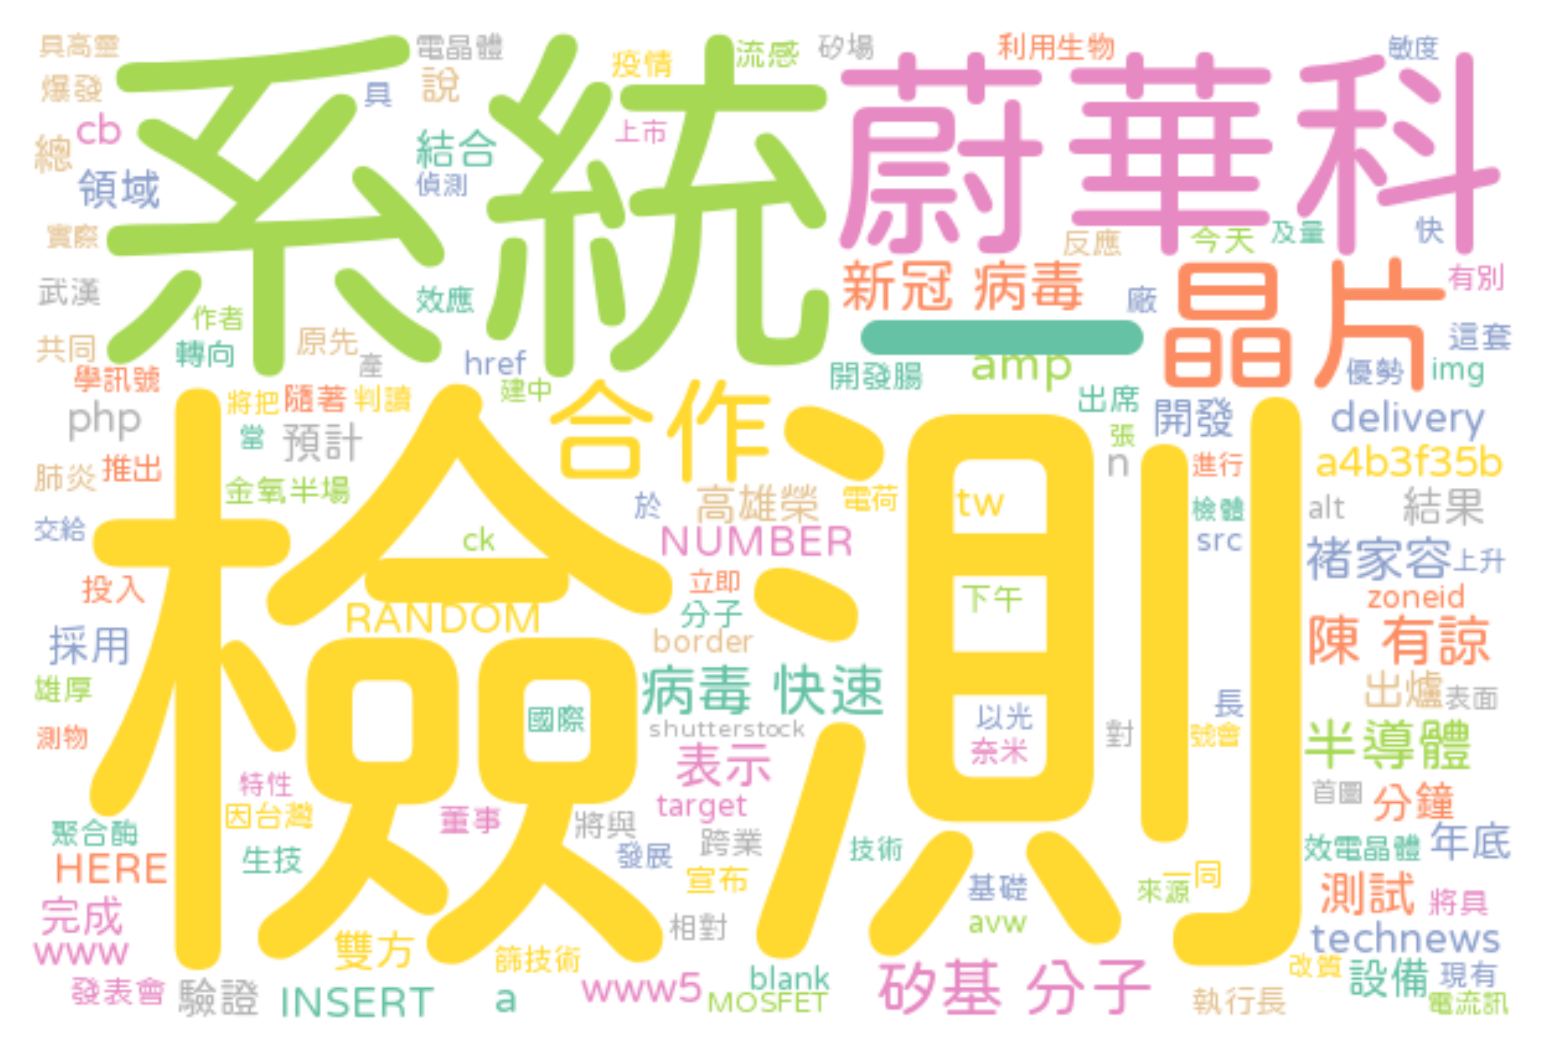 具高靈 電晶體 疫情 流感 矽場 利用生物 敏度
爆發 具 說
系統 蔚華科
cb 上市
總 結合
領域 偵測
實際 反應 今天 及量 快
武漢 效應 新冠 病毒 廠 晶片 有別
作者 一
共同 轉向 原先 產 href 開發腸 amp 優勢 img 這套
學訊號 建中
php 將把 隨著 判讀 合作 出席 開發 delivery
當 預計 張
肺炎 推出 金氧半場 n 進行 a4b3f35b
於 高雄榮 電荷 tw 檢體 alt 結果
交給 ck NUMBER src 褚家容 上升
檢測
投入 RANDOM 立即 下午 zoneid
分子
採用 border 陳 有諒
雄厚 病毒 快速 出爐 表面
測物 國際 shutterstock 以光 長
奈米 對 號會 半導體
特性 表示 首圖
因台灣 董事 target 分鐘
聚合酶 將與 跨業 技術 效電晶體 年底
HERE 生技 發展 宣布 基礎 一同
來源 測試 將具
完成 相對 avw
www 雙方 篩技術 technews
發表會 驗證 INSERT a www5 blank 矽基 分子 改質 設備 現有
MOSFET 執行長 電流訊